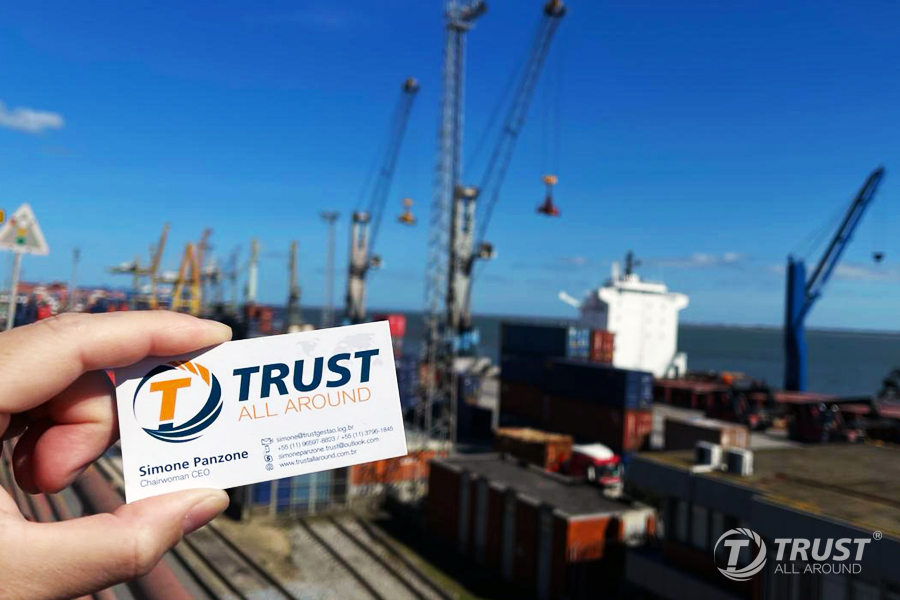 TRUST
ALL AROUND
simone@trustgestao.log.br
+55 (11) 96597-8823 / +55 (11) 3796-1845
simonepanzone.trust@outlook.com
www.trustallaround.com.br
Simone Panzone
Chairwoman CEO
TRUST®
ALL AROUND